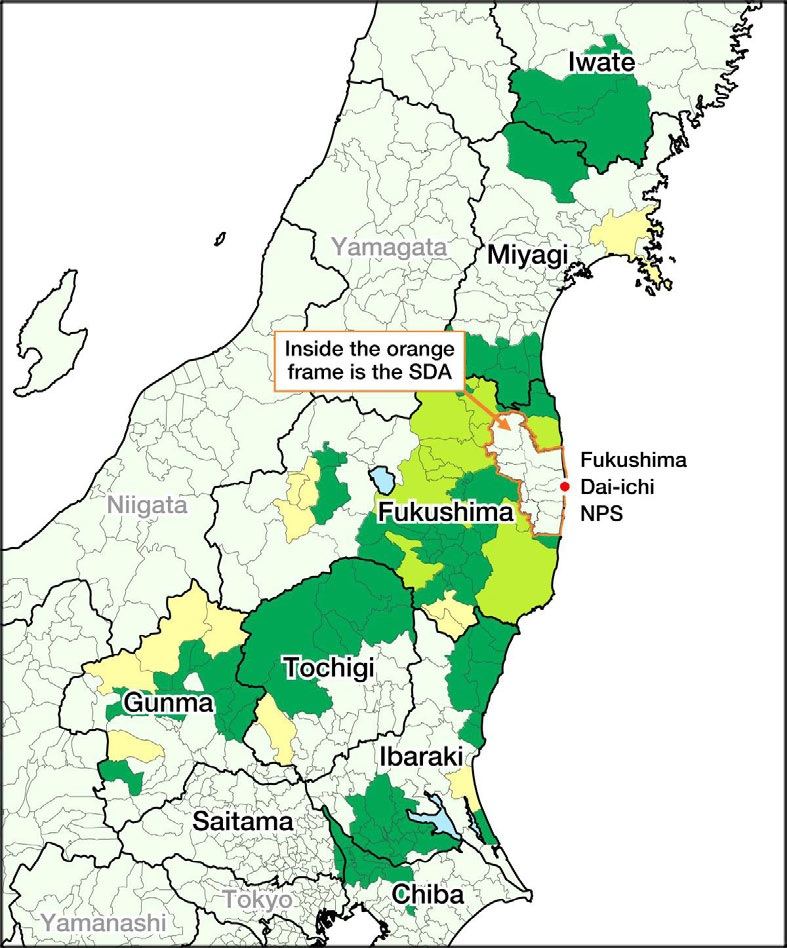 Iwate
Yamagata
Miyagi
Inside the orange
frame is the SDA
Fukushima
Dai-ichi
NPS
Niigata
Fukushima
Tochigi
Gunma
Ibaraki
Saitama
Chiba
Tokyo
Yamanashi